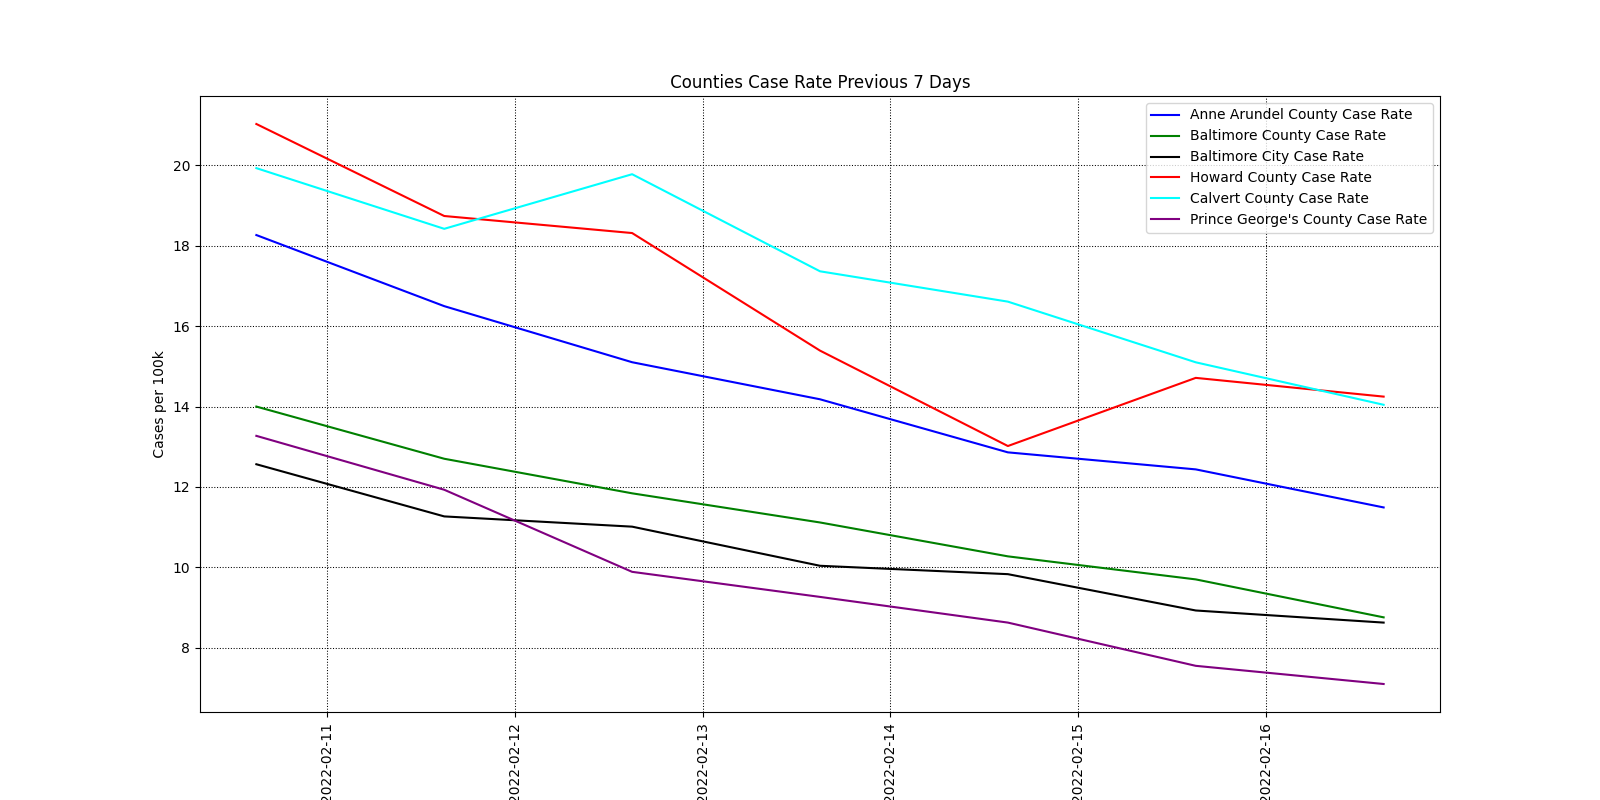 Counties Case Rate Previous 7 Days
Anne Arundel County Case Rate
Baltimore County Case Rate
Baltimore City Case Rate
Howard County Case Rate
Calvert County Case Rate
Prince George's County Case Rate
Cases per 100k
20
18
16
14
12
10
8
2022-02-11
2022-02-12
2022-02-13
2022-02-14
2022-02-15
2022-02-16